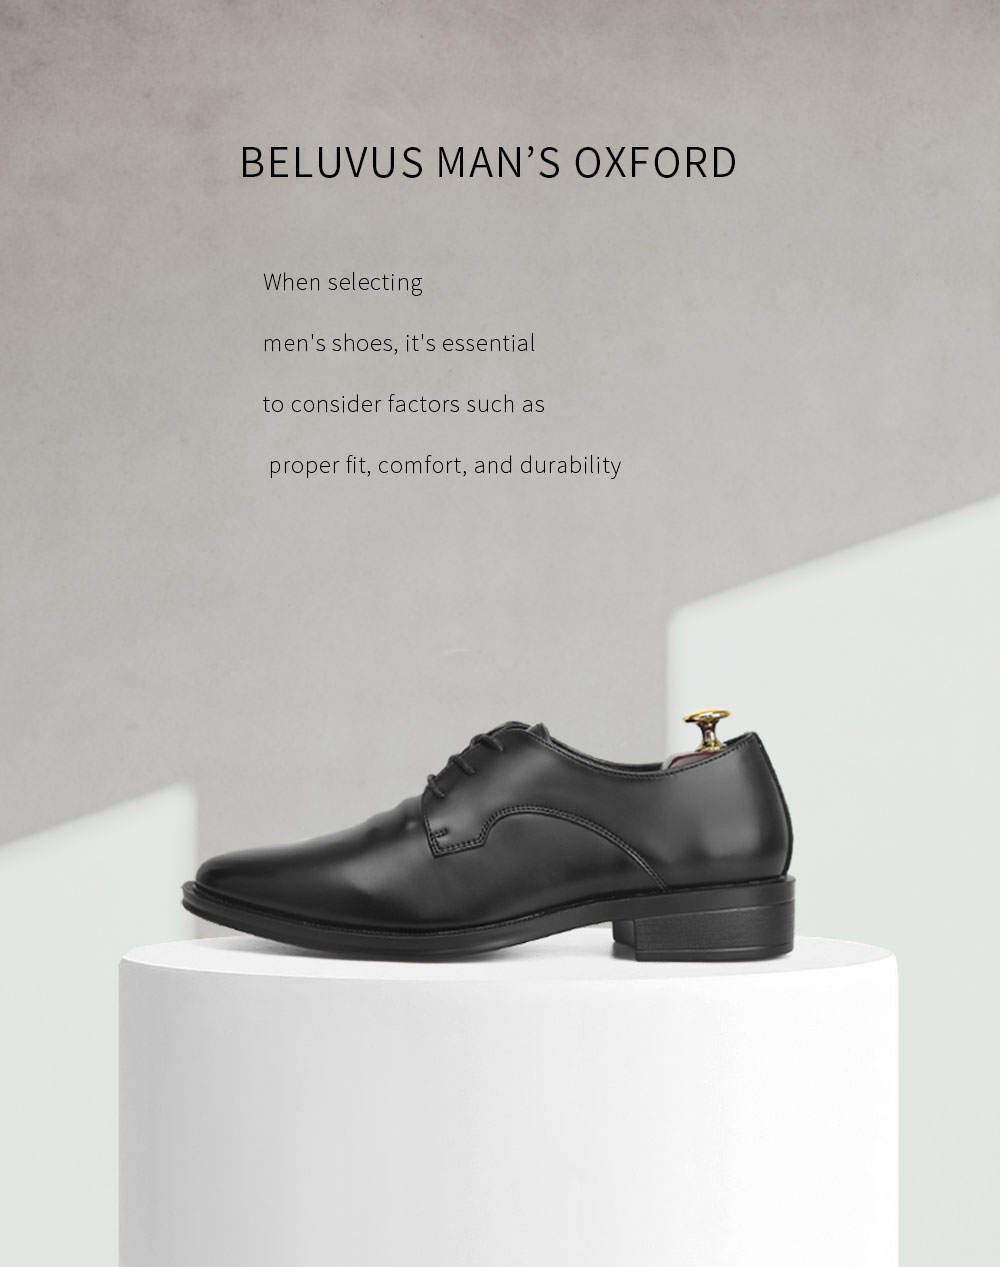 BELUVUS MAN’S OXFORD
When selecting
men's shoes, it's essential
to consider factors such as
proper fit, comfort, and durability